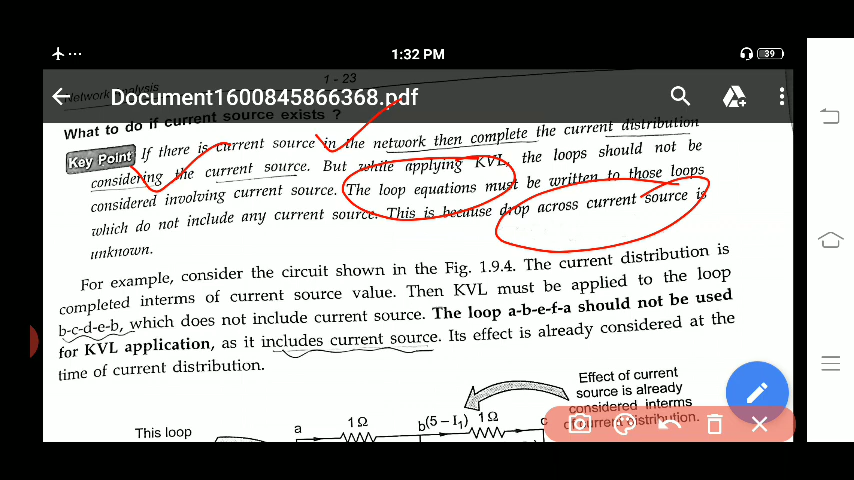 1:32 PM
39
1 - 23
Network Analysis
Document1600845866368.pdf
What to do if current source exists ?
Key Point If there is current source in the network then complete the current distribution
considering the current source. But while applying KVL, the loops should not be
considered involving current source. The loop equations must be written to those loops
which do not include any current source. This is because drop across current source is
unknown.
For example, consider the circuit shown in the Fig. 1.9.4. The current distribution is
completed interms of current source value. Then KVL must be applied to the loop
b-c-d-e-b, which does not include current source. The loop a-b-e-f-a should not be used
for KVL application, as it includes current source. Its effect is already considered at the
time of current distribution.
Effect of current
source is already
considered interms
of current distribution.
This loop
a
1 Ω
b
(5 – I₁)
1 Ω
c